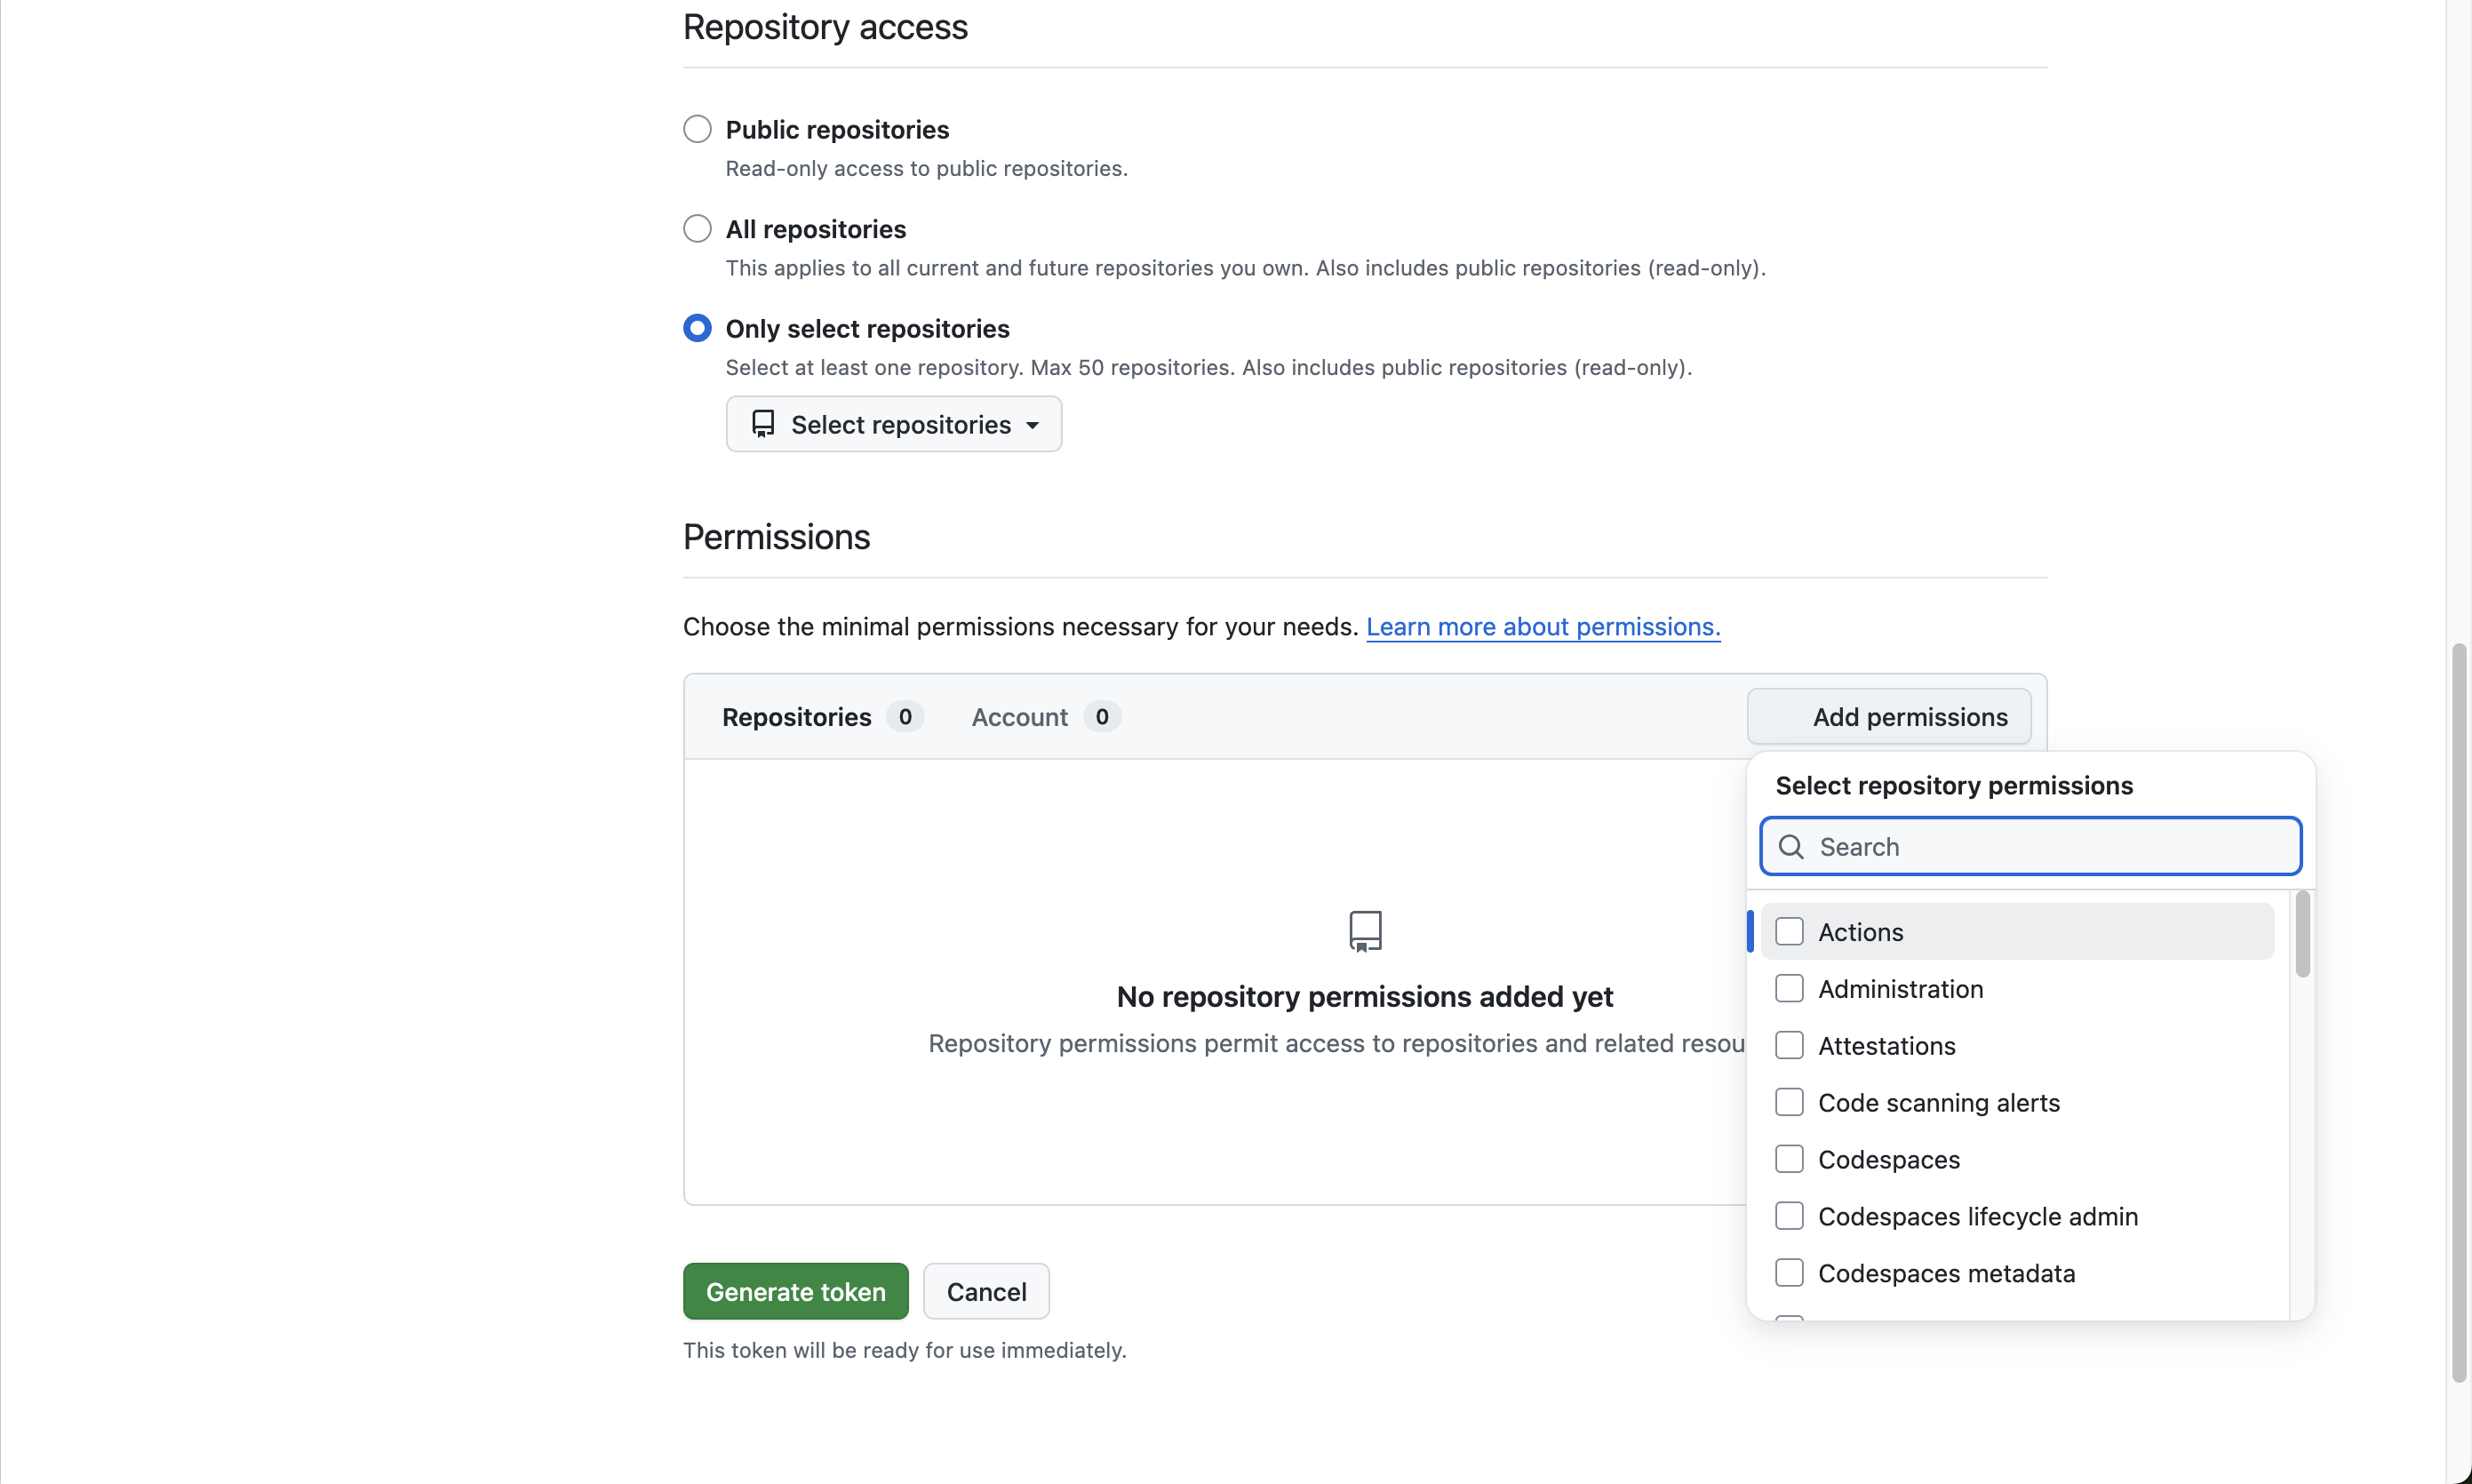 Repository access
Public repositories
Read-only access to public repositories.
All repositories
This applies to all current and future repositories you own. Also includes public repositories (read-only).
Only select repositories
Select at least one repository. Max 50 repositories. Also includes public repositories (read-only).
Select repositories
Permissions
Choose the minimal permissions necessary for your needs. Learn more about permissions.
Repositories 0 Account 0 Add permissions
No repository permissions added yet
Repository permissions permit access to repositories and related resou
Select repository permissions
Search
Actions
Administration
Attestations
Code scanning alerts
Codespaces
Codespaces lifecycle admin
Codespaces metadata
Generate token Cancel
This token will be ready for use immediately.